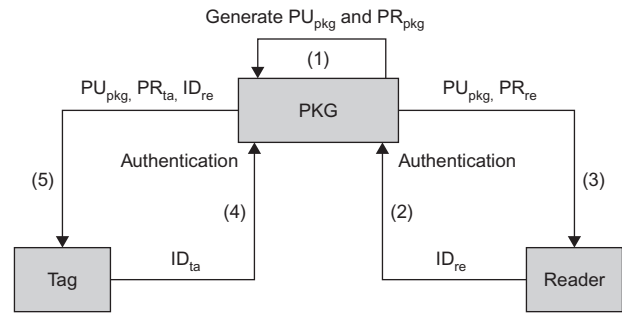 Generate PU_pkg and PR_pkg
(1)
PU_pkg, PR_ta, ID_re
PKG
PU_pkg, PR_re
Authentication
Authentication
(5)
(4)
(2)
(3)
Tag
ID_ta
ID_re
Reader